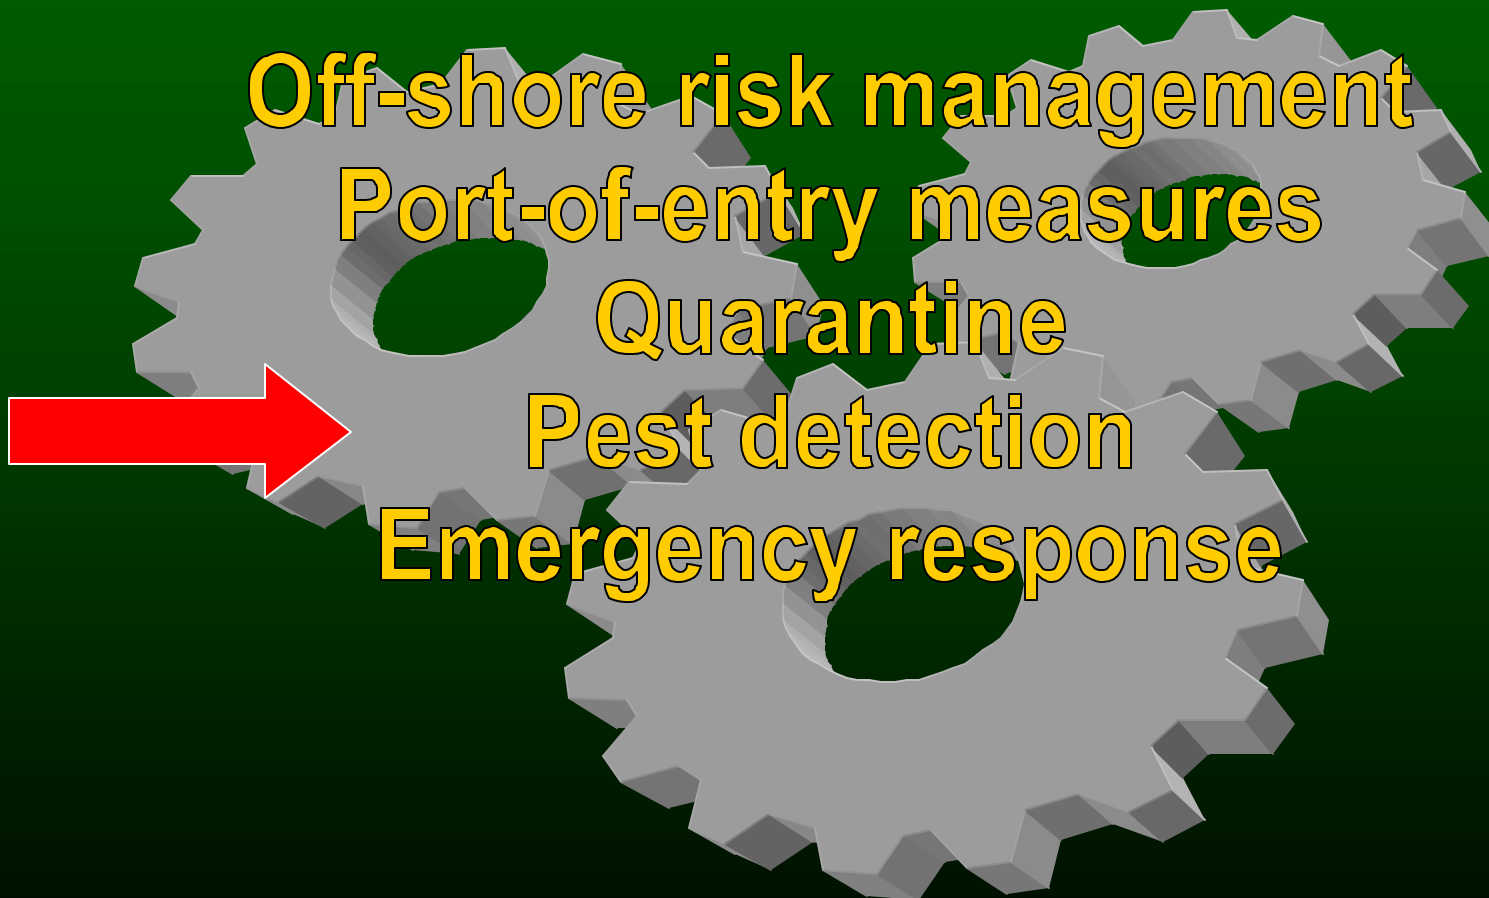 Off-shore risk management
Port-of-entry measures
Quarantine
Pest detection
Emergency response